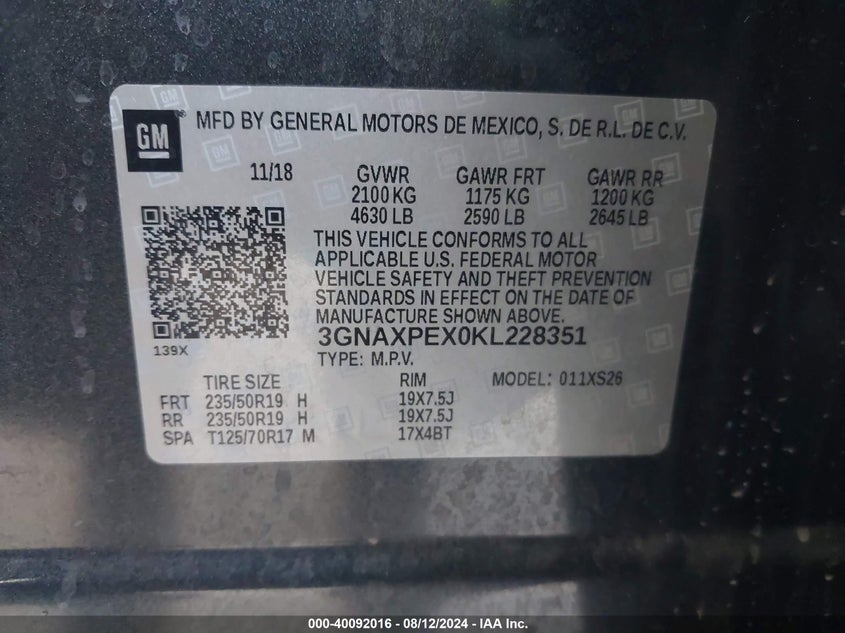 GM
MFD BY GENERAL MOTORS DE MEXICO, S. DE R.L. DE C.V.
11/18 GVWR GAWR FRT GAWR RR
2100 KG 1175 KG 1200 KG
4630 LB 2590 LB 2645 LB
THIS VEHICLE CONFORMS TO ALL
APPLICABLE U.S. FEDERAL MOTOR
VEHICLE SAFETY AND THEFT PREVENTION
STANDARDS IN EFFECT ON THE DATE OF
MANUFACTURE SHOWN ABOVE.
139X
3GNAXPEX0KL228351
TYPE: M.P.V.
TIRE SIZE RIM MODEL: 011XS26
FRT 235/50R19 H 19X7.5J
RR 235/50R19 H 19X7.5J
SPA T125/70R17 M 17X4BT
000-40092016 - 08/12/2024 - IAA Inc.